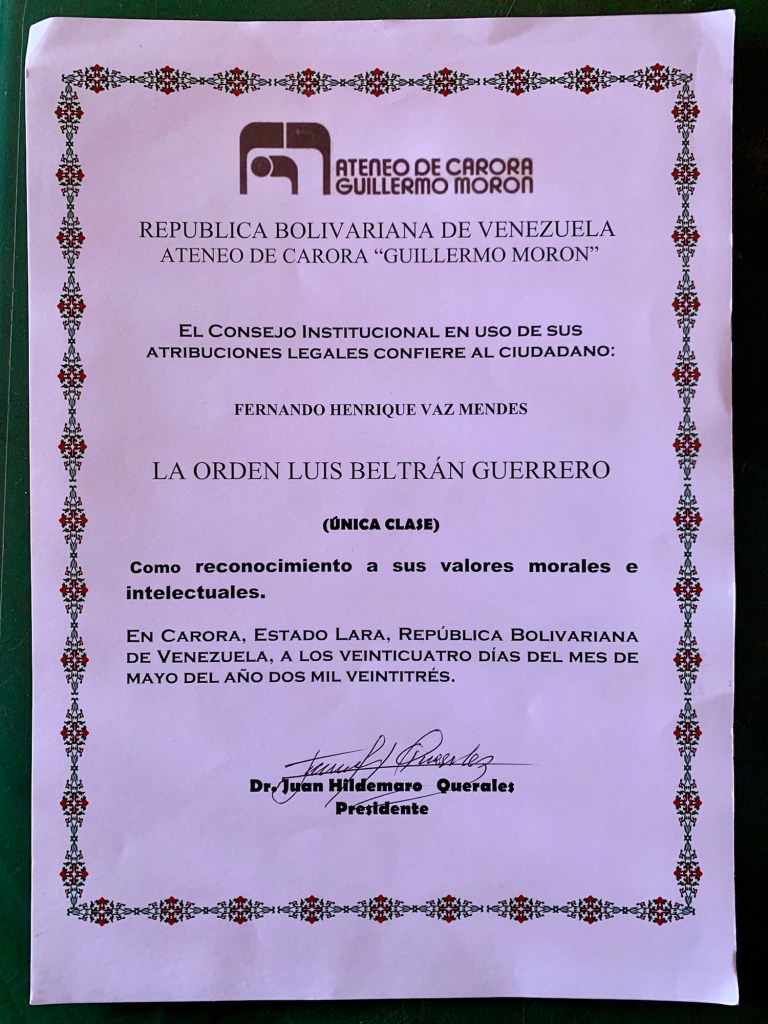 ATENEO DE CARORA
GUILLERMO MORON
REPUBLICA BOLIVARIANA DE VENEZUELA
ATENEO DE CARORA “GUILLERMO MORON”
EL CONSEJO INSTITUCIONAL EN USO DE SUS
ATRIBUCIONES LEGALES CONFIERE AL CIUDADANO:
FERNANDO HENRIQUE VAZ MENDES
LA ORDEN LUIS BELTRÁN GUERRERO
(ÚNICA CLASE)
Como reconocimiento a sus valores morales e
intelectuales.
EN CARORA, ESTADO LARA, REPÚBLICA BOLIVARIANA
DE VENEZUELA, A LOS VEINTICUATRO DÍAS DEL MES DE
MAYO DEL AÑO DOS MIL VEINTITRÉS.
Dr. Juan Hildemaro Querales
Presidente